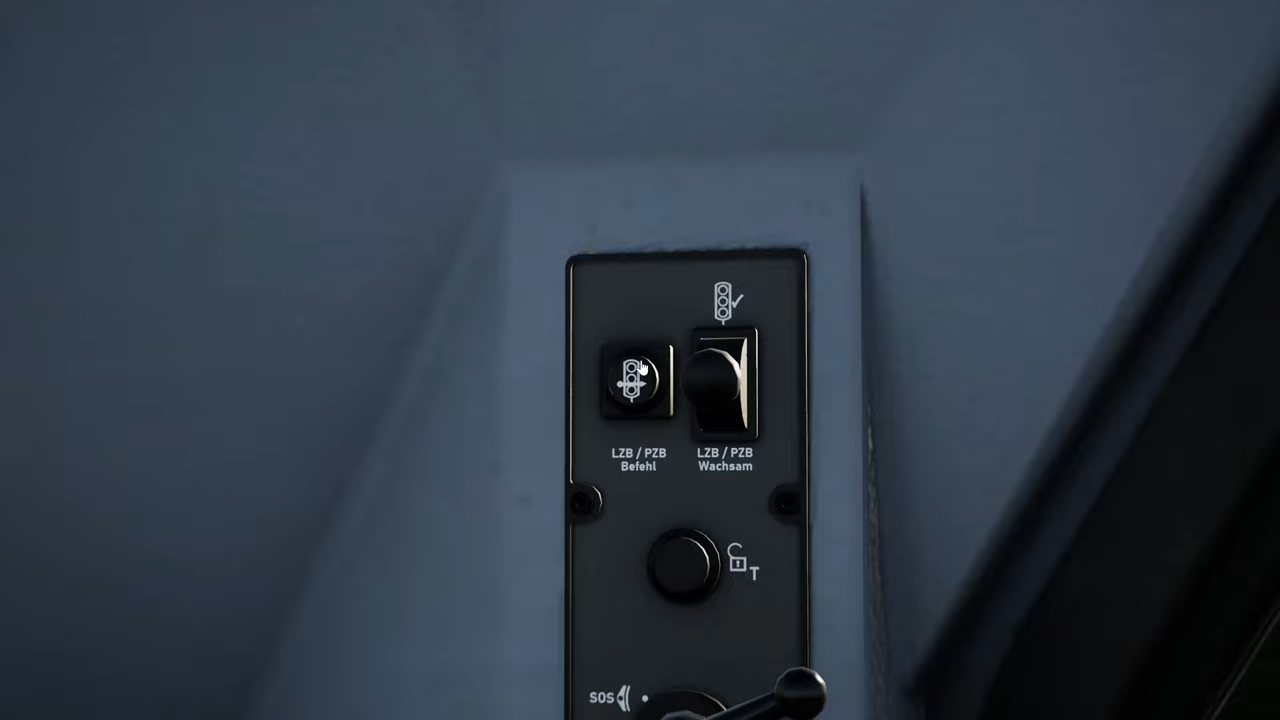 LZB / PZB
Befehl
LZB / PZB
Wachsam
T
SOS